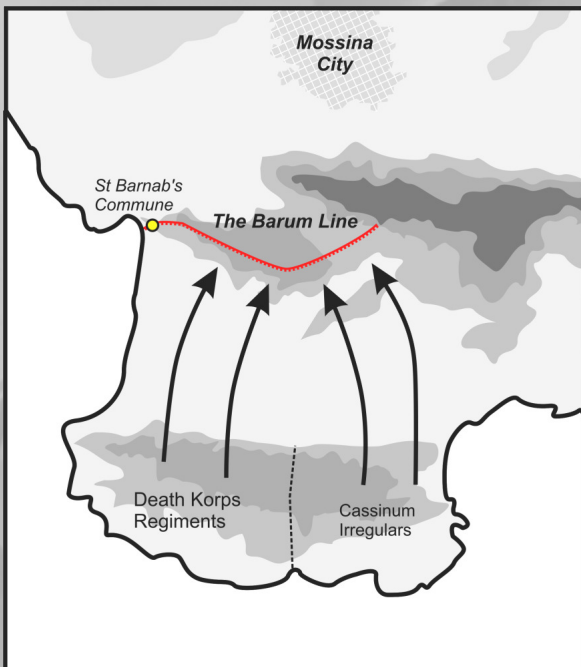 Mossina
City
St Barnab's
Commune
The Barum Line
Death Korps
Regiments
Cassinum
Irregulars